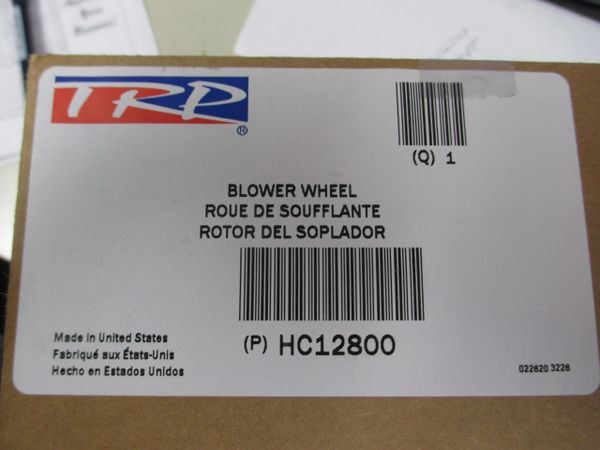 TRP®
(Q) 1
BLOWER WHEEL
ROUE DE SOUFFLANTE
ROTOR DEL SOPLADOR
(P) HC12800
Made in United States
Fabriqué aux États-Unis
Hecho en Estados Unidos
022620 3226